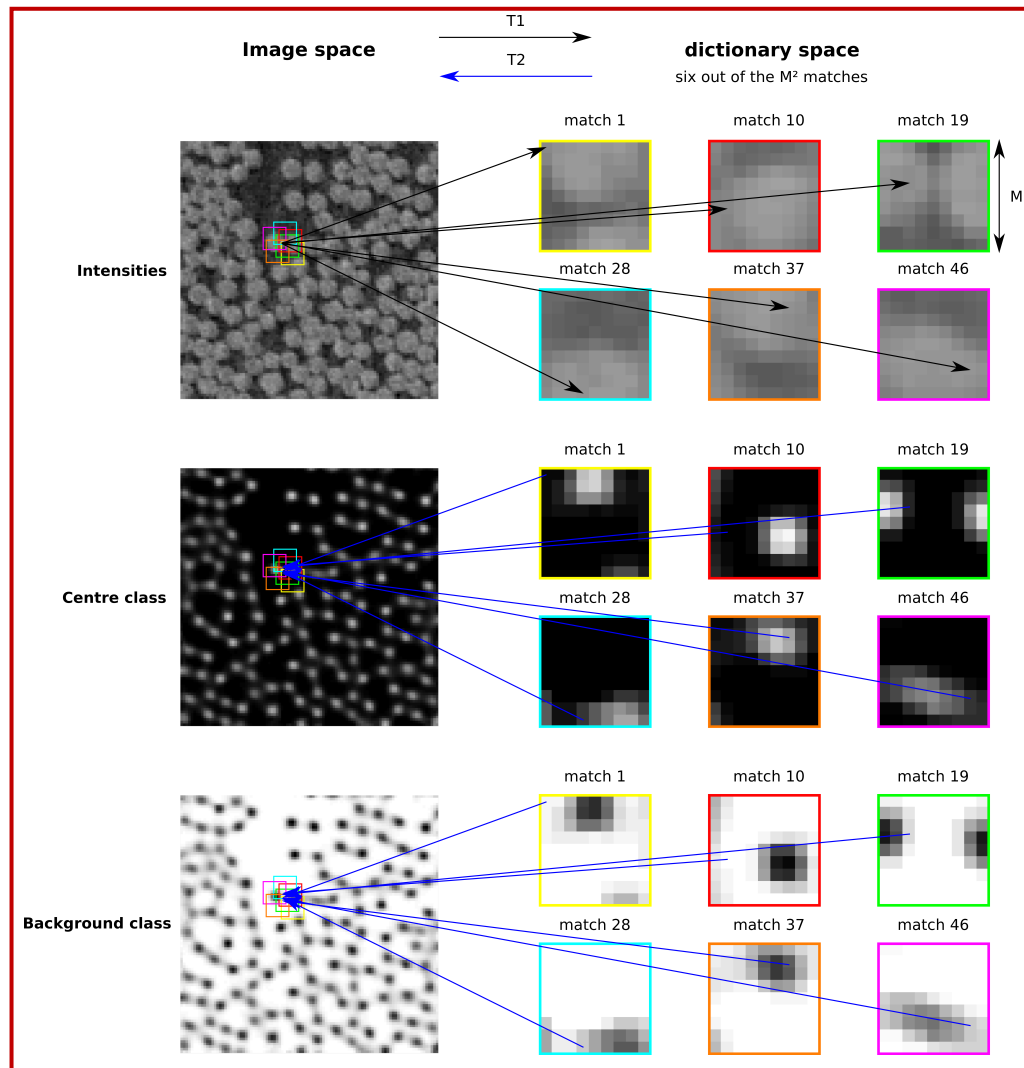 T1
Image space
T2
dictionary space
six out of the M² matches
match 1
match 10
match 19
M
Intensities
match 28
match 37
match 46
match 1
match 10
match 19
Centre class
match 28
match 37
match 46
match 1
match 10
match 19
Background class
match 28
match 37
match 46